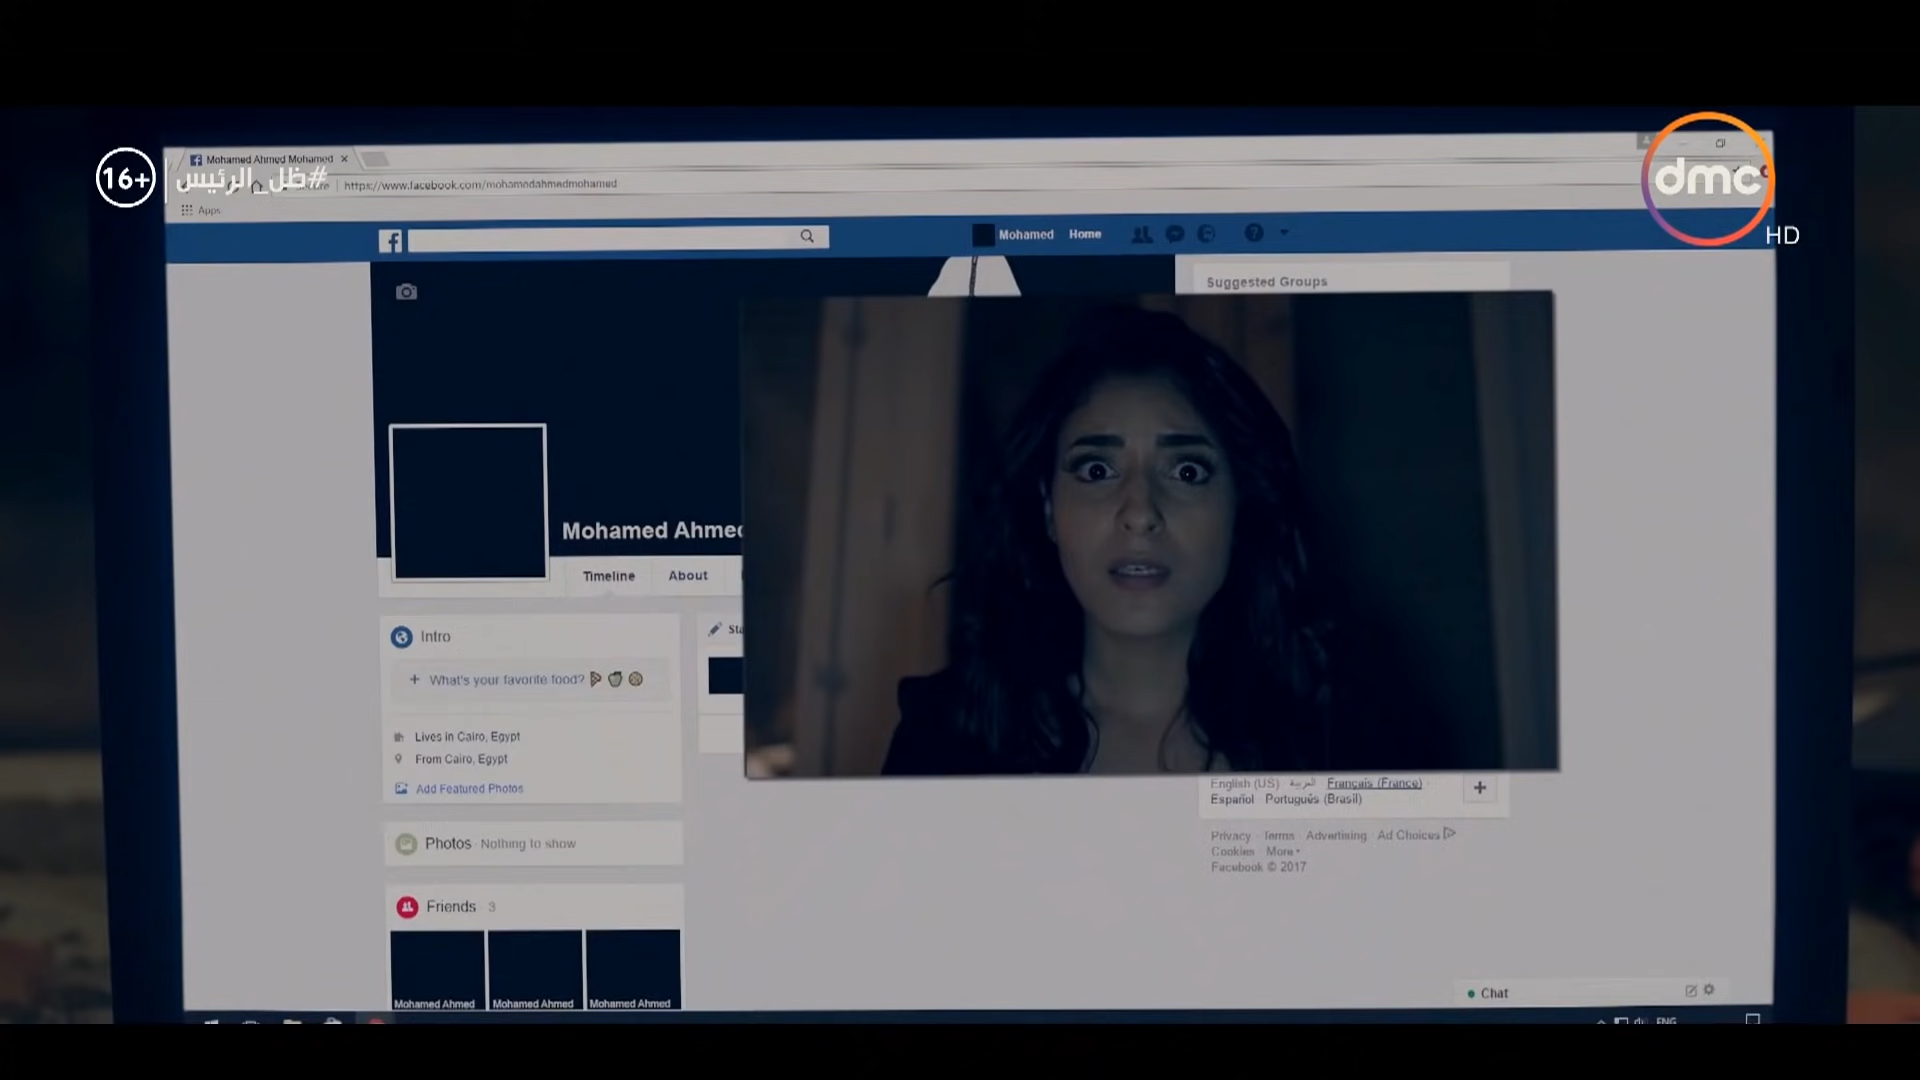 Mohamed Ahmed Mohamed
16+
#ظل_الرئيس
https://www.facebook.com/mohamedahmedmohamed
dmc
HD
Apps
Mohamed Home
Suggested Groups
Mohamed Ahmed
Timeline About
Intro
What's your favorite food?
Lives in Cairo, Egypt
From Cairo, Egypt
Add Featured Photos
Photos · Nothing to show
Friends · 3
Mohamed Ahmed Mohamed Ahmed Mohamed Ahmed
English (US) · العربية · Français (France) ·
Español · Português (Brasil)
Privacy · Terms · Advertising · Ad Choices
Cookies · More
Facebook © 2017
Chat
ENG